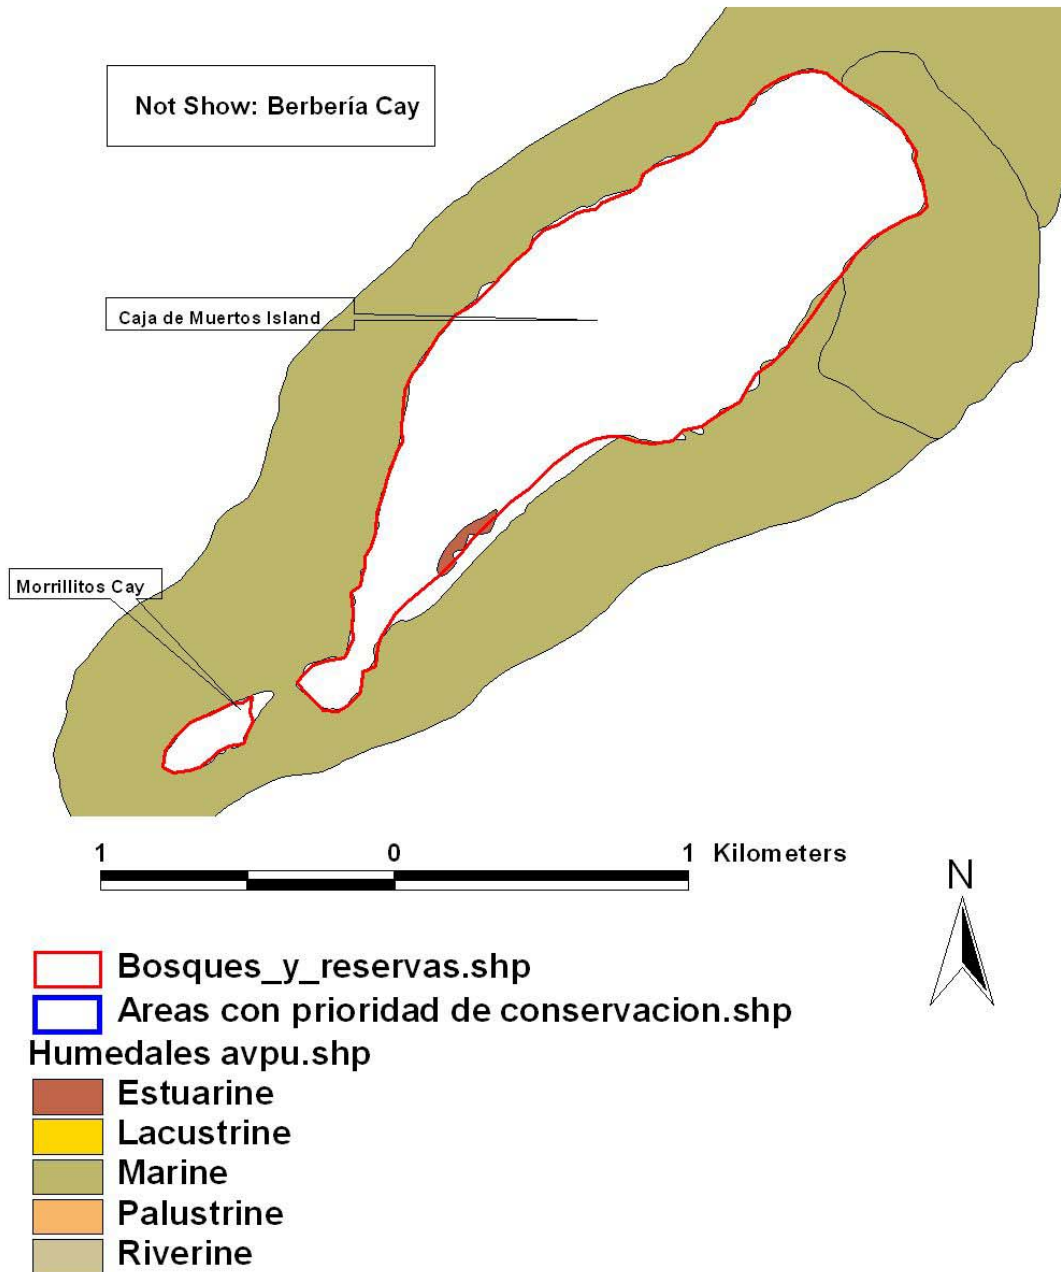 Not Show: Berbería Cay
Caja de Muertos Island
Morrillitos Cay
1 0 1 Kilometers
N
Bosques_y_reservas.shp
Areas con prioridad de conservacion.shp
Humedales avpu.shp
Estuarine
Lacustrine
Marine
Palustrine
Riverine